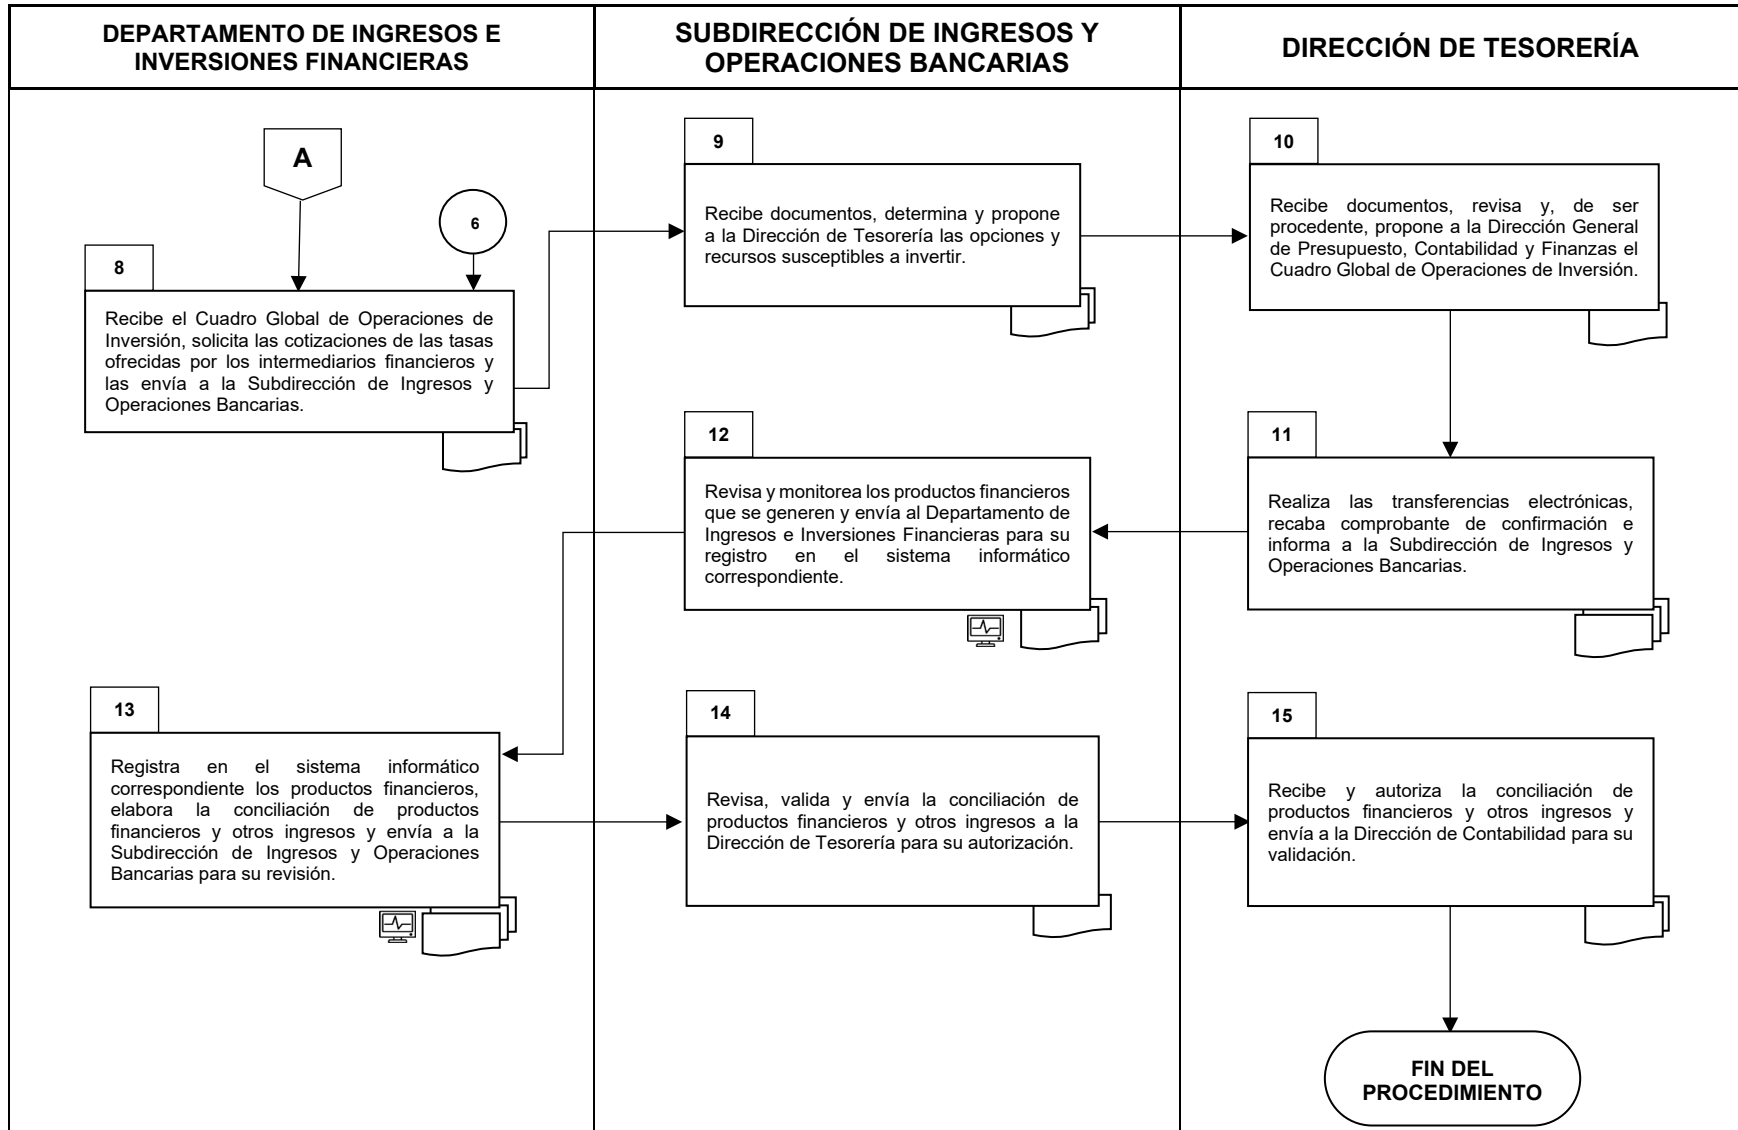 DEPARTAMENTO DE INGRESOS E
INVERSIONES FINANCIERAS
SUBDIRECCIÓN DE INGRESOS Y
OPERACIONES BANCARIAS
DIRECCIÓN DE TESORERÍA
A
6
8
Recibe el Cuadro Global de Operaciones de
Inversión, solicita las cotizaciones de las tasas
ofrecidas por los intermediarios financieros y
las envía a la Subdirección de Ingresos y
Operaciones Bancarias.
9
Recibe documentos, determina y propone
a la Dirección de Tesorería las opciones y
recursos susceptibles a invertir.
10
Recibe documentos, revisa y, de ser
procedente, propone a la Dirección General
de Presupuesto, Contabilidad y Finanzas el
Cuadro Global de Operaciones de Inversión.
12
Revisa y monitorea los productos financieros
que se generen y envía al Departamento de
Ingresos e Inversiones Financieras para su
registro en el sistema informático
correspondiente.
11
Realiza las transferencias electrónicas,
recaba comprobante de confirmación e
informa a la Subdirección de Ingresos y
Operaciones Bancarias.
13
Registra en el sistema informático
correspondiente los productos financieros,
elabora la conciliación de productos
financieros y otros ingresos y envía a la
Subdirección de Ingresos y Operaciones
Bancarias para su revisión.
14
Revisa, valida y envía la conciliación de
productos financieros y otros ingresos a la
Dirección de Tesorería para su autorización.
15
Recibe y autoriza la conciliación de
productos financieros y otros ingresos y
envía a la Dirección de Contabilidad para su
validación.
FIN DEL
PROCEDIMIENTO